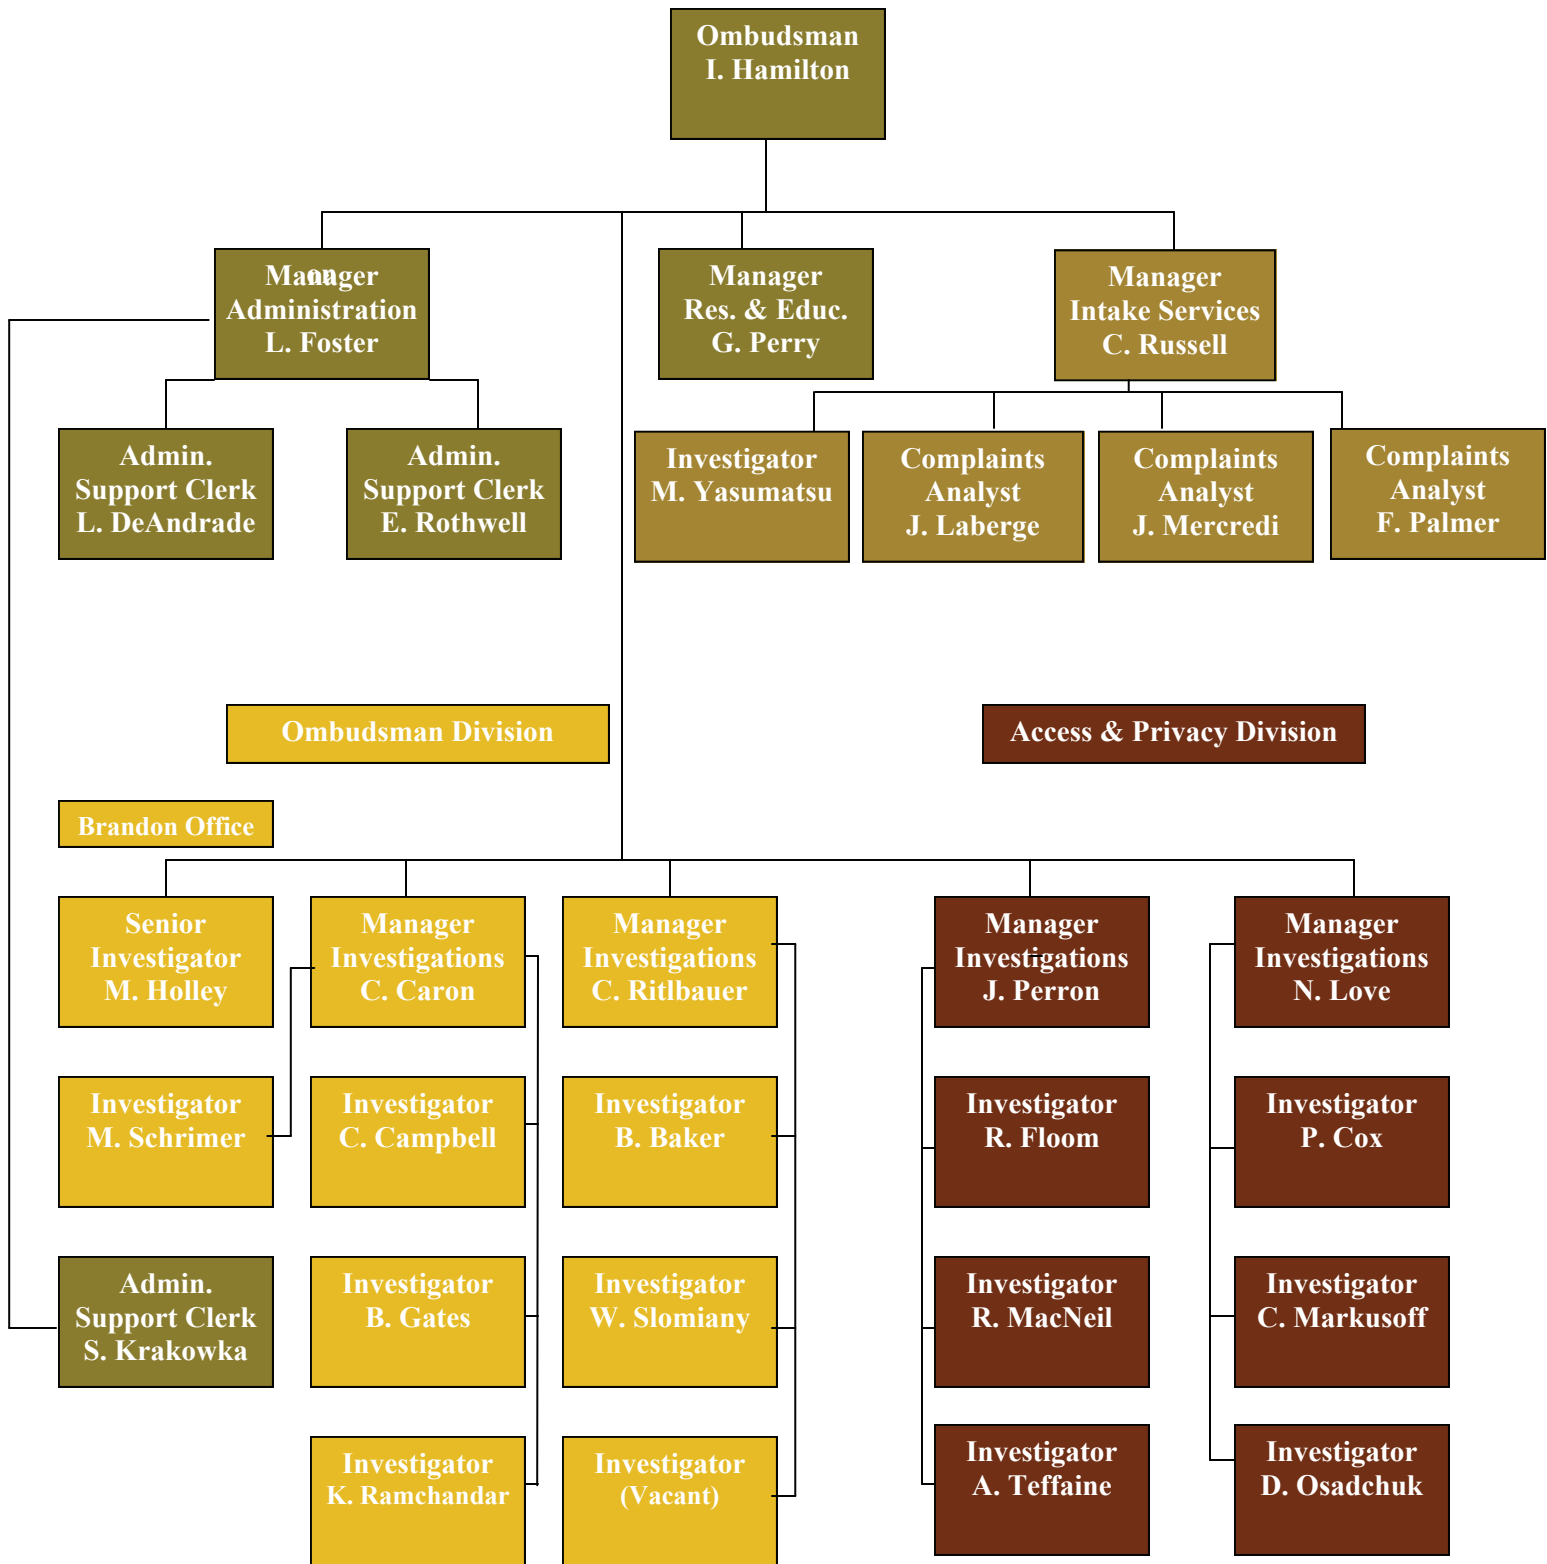 Ombudsman
I. Hamilton
Manager
on
Administration
L. Foster
Manager
Res. & Educ.
G. Perry
Manager
Intake Services
C. Russell
Admin.
Support Clerk
L. DeAndrade
Admin.
Support Clerk
E. Rothwell
Investigator
M. Yasumatsu
Complaints
Analyst
J. Laberge
Complaints
Analyst
J. Mercredi
Complaints
Analyst
F. Palmer
Ombudsman Division
Access & Privacy Division
Brandon Office
Senior
Investigator
M. Holley
Manager
Investigations
C. Caron
Manager
Investigations
C. Ritlbauer
Manager
Investigations
J. Perron
Manager
Investigations
N. Love
Investigator
M. Schrimer
Investigator
C. Campbell
Investigator
B. Baker
Investigator
R. Floom
Investigator
P. Cox
Admin.
Support Clerk
S. Krakowka
Investigator
B. Gates
Investigator
W. Slomiany
Investigator
R. MacNeil
Investigator
C. Markusoff
Investigator
K. Ramchandar
Investigator
(Vacant)
Investigator
A. Teffaine
Investigator
D. Osadchuk